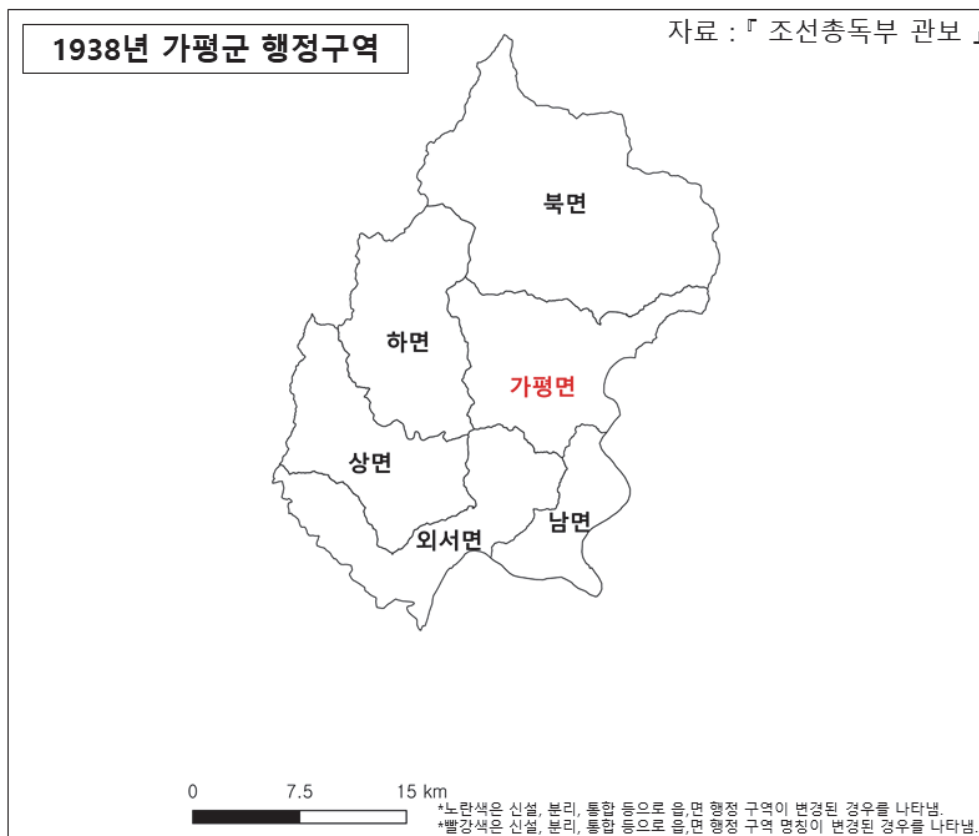 1938년 가평군 행정구역
자료 : 『 조선총독부 관보 』
북면
하면
가평면
상면
남면
외서면
0 7.5 15 km
*노란색은 신설, 분리, 통합 등으로 읍,면 행정 구역이 변경된 경우를 나타냄.
*빨강색은 신설, 분리, 통합 등으로 읍,면 행정 구역 명칭이 변경된 경우를 나타냄.